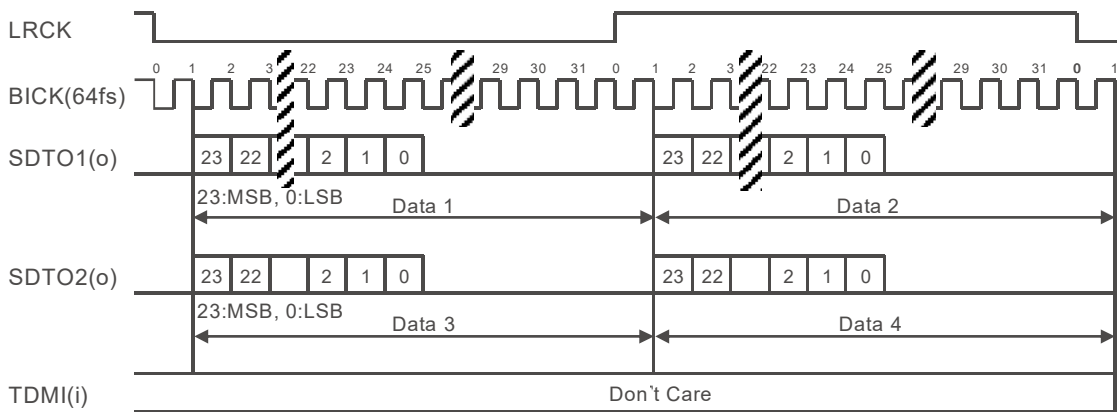 LRCK
0 1 2 3 22 23 24 25 29 30 31 0 1 2 3 22 23 24 25 29 30 31 0 1
BICK(64fs)
SDTO1(o) 23 22 2 1 0 23 22 2 1 0
23:MSB, 0:LSB
Data 1 Data 2
SDTO2(o) 23 22 2 1 0 23 22 2 1 0
23:MSB, 0:LSB
Data 3 Data 4
TDMI(i) Don`t Care